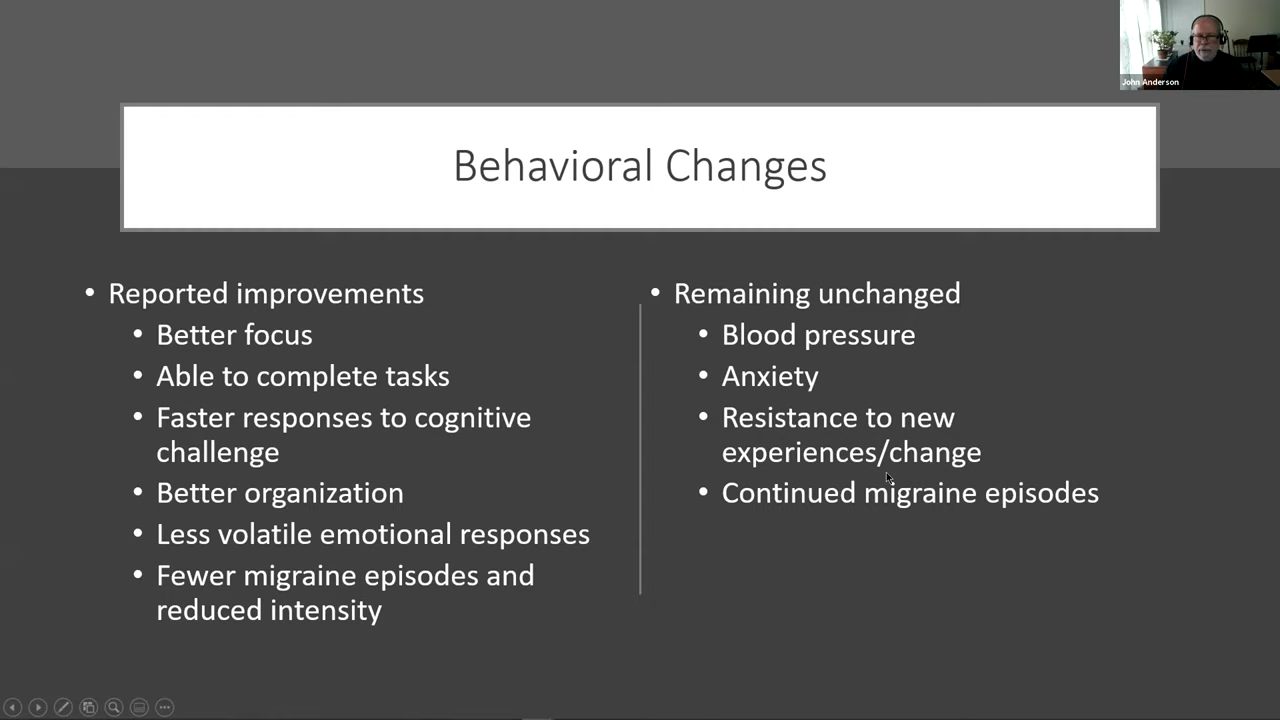 John Anderson
Behavioral Changes
• Reported improvements
• Better focus
• Able to complete tasks
• Faster responses to cognitive
challenge
• Better organization
• Less volatile emotional responses
• Fewer migraine episodes and
reduced intensity
• Remaining unchanged
• Blood pressure
• Anxiety
• Resistance to new
experiences/change
• Continued migraine episodes